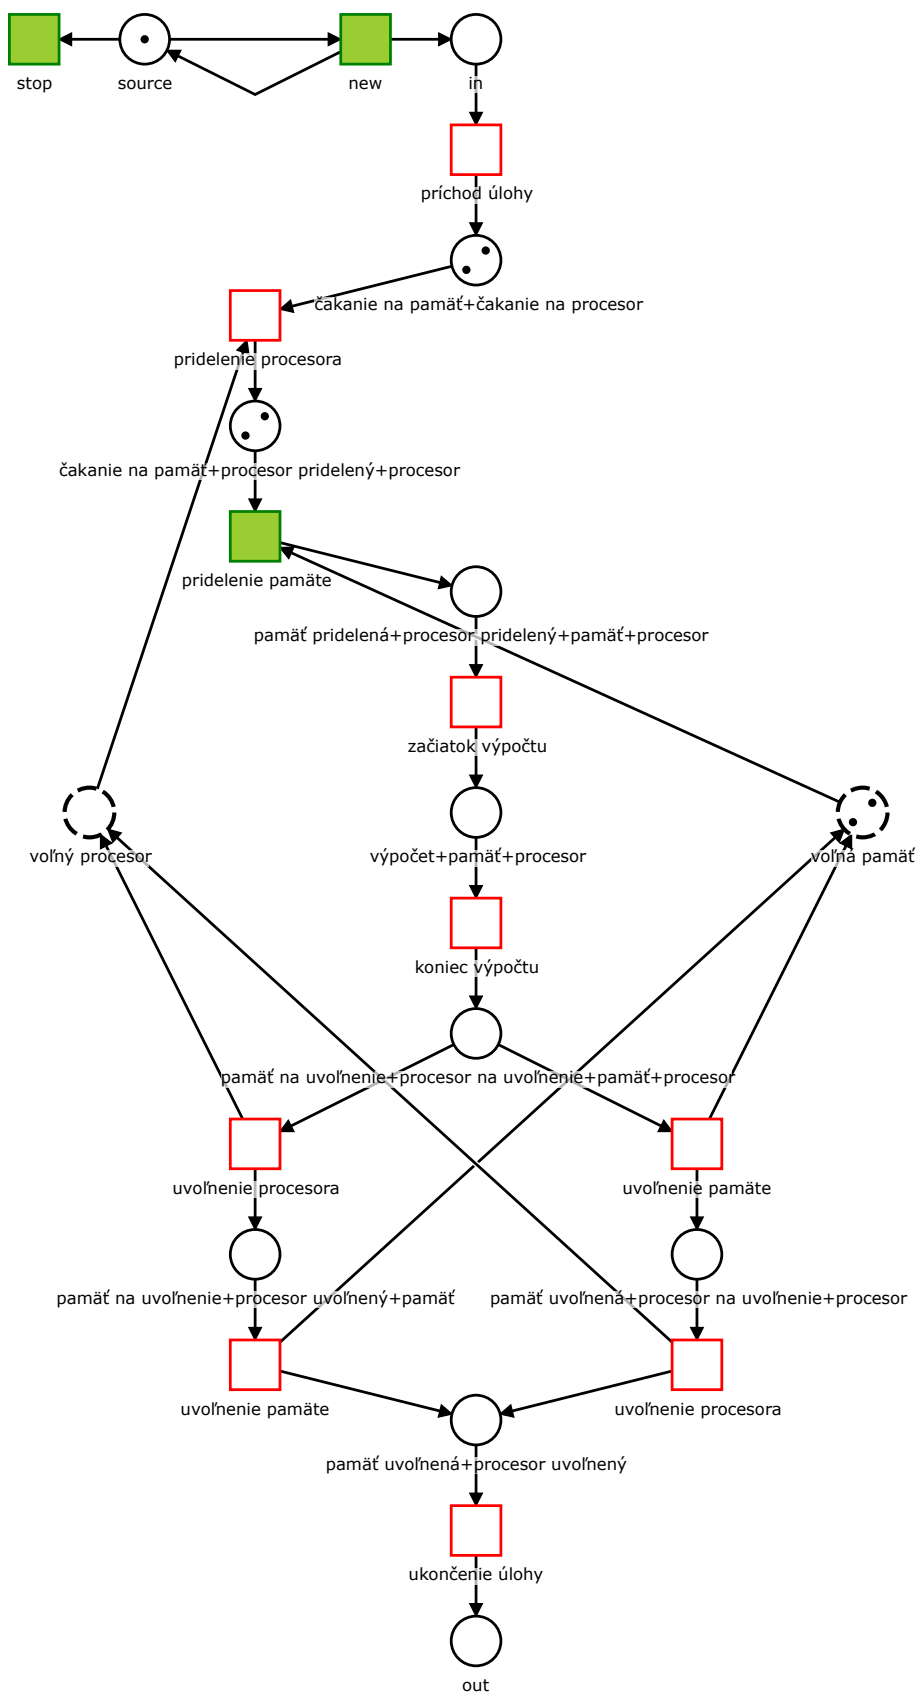 stop
source
new
in
príchod úlohy
čakanie na pamäť+čakanie na procesor
pridelenie procesora
čakanie na pamäť+procesor pridelený+procesor
pridelenie pamäte
pamäť pridelená+procesor pridelený+pamäť+procesor
začiatok výpočtu
voľný procesor
výpočet+pamäť+procesor
voľná pamäť
koniec výpočtu
pamäť na uvoľnenie+procesor na uvoľnenie+pamäť+procesor
uvoľnenie procesora
uvoľnenie pamäte
pamäť na uvoľnenie+procesor uvoľnený+pamäť
pamäť uvoľnená+procesor na uvoľnenie+procesor
uvoľnenie pamäte
uvoľnenie procesora
pamäť uvoľnená+procesor uvoľnený
ukončenie úlohy
out